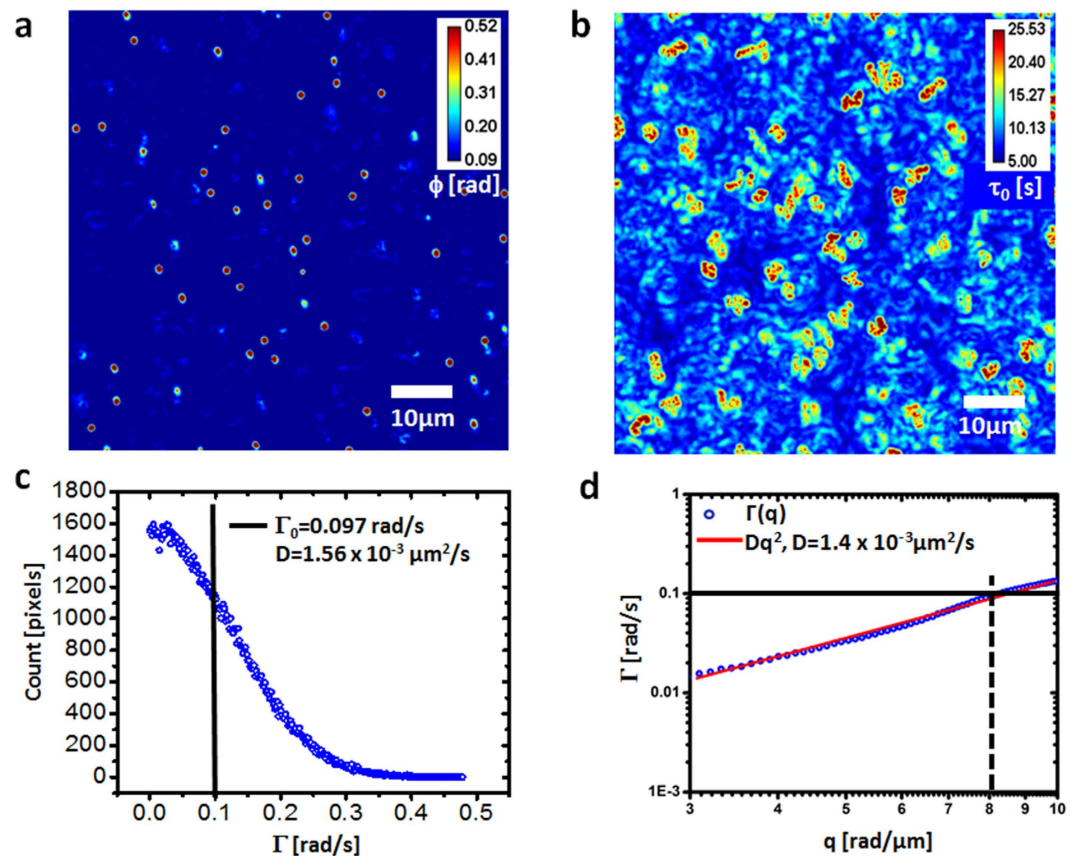 a
0.52
0.41
0.31
0.20
0.09
ϕ [rad]
10μm
b
25.53
20.40
15.27
10.13
5.00
τ0 [s]
10μm
c
1800
1600
1400
1200
1000
800
600
400
200
0
Count [pixels]
Γ0=0.097 rad/s
D=1.56 x 10-3 μm2/s
0.0 0.1 0.2 0.3 0.4 0.5
Γ [rad/s]
d
1
0.1
0.01
1E-3
Γ [rad/s]
Γ(q)
Dq2, D=1.4 x 10-3μm2/s
3 4 5 6 7 8 9 10
q [rad/μm]